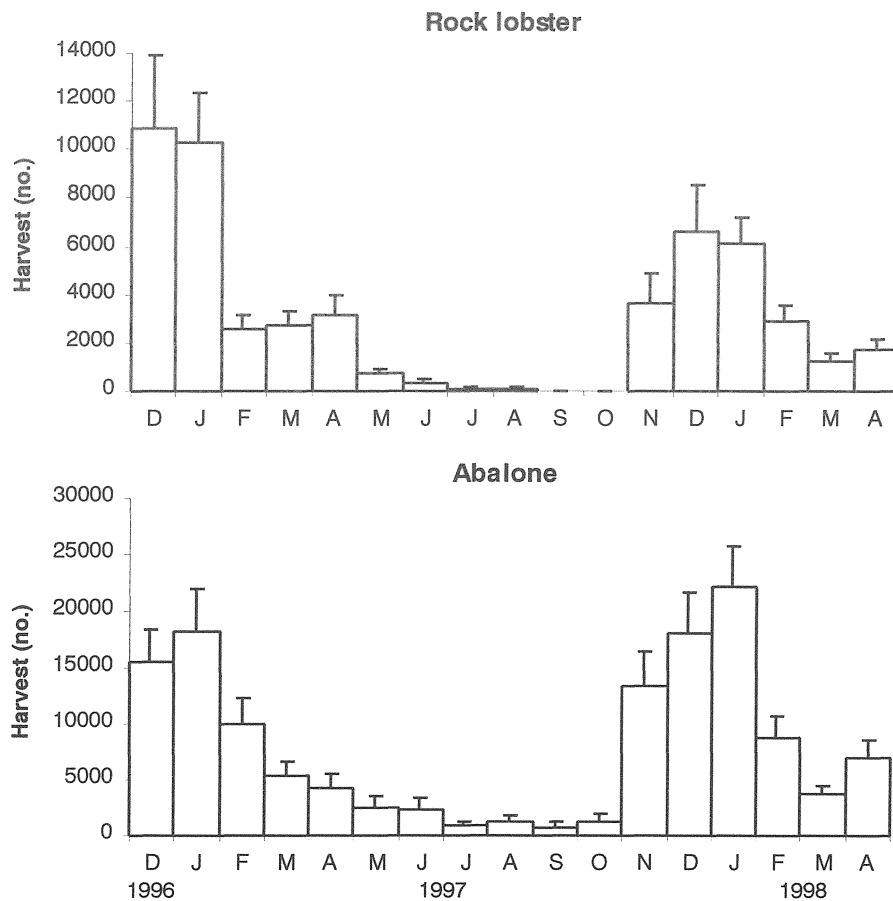 Rock lobster
14000
12000
10000
8000
6000
4000
2000
0
Harvest (no.)
D J F M A M J J A S O N D J F M A
Abalone
30000
25000
20000
15000
10000
5000
0
Harvest (no.)
D J F M A M J J A S O N D J F M A
1996 1997 1998